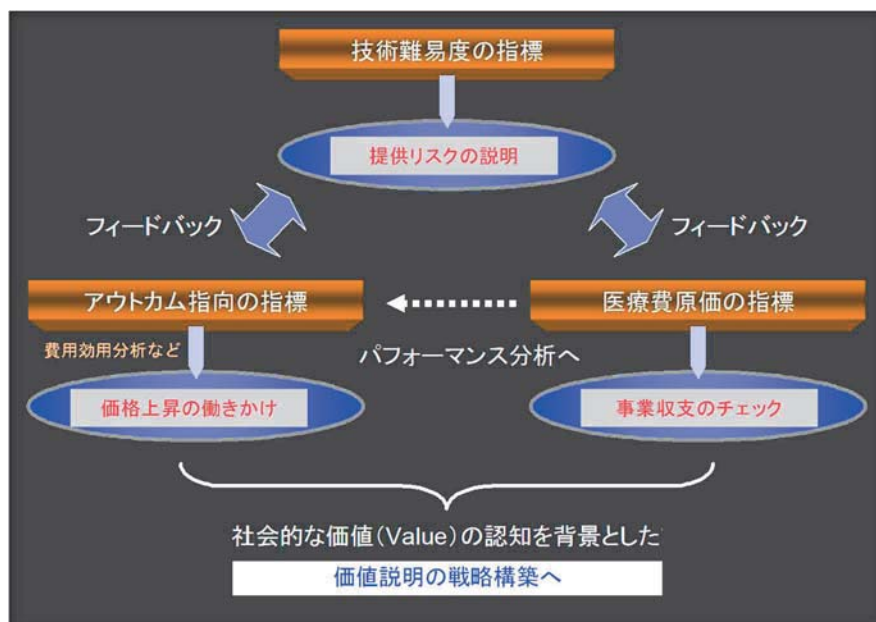 技術難易度の指標
提供リスクの説明
フィードバック
フィードバック
アウトカム指向の指標
医療費原価の指標
費用効用分析など
パフォーマンス分析へ
価格上昇の働きかけ
事業収支のチェック
社会的な価値（Value）の認知を背景とした
価値説明の戦略構築へ